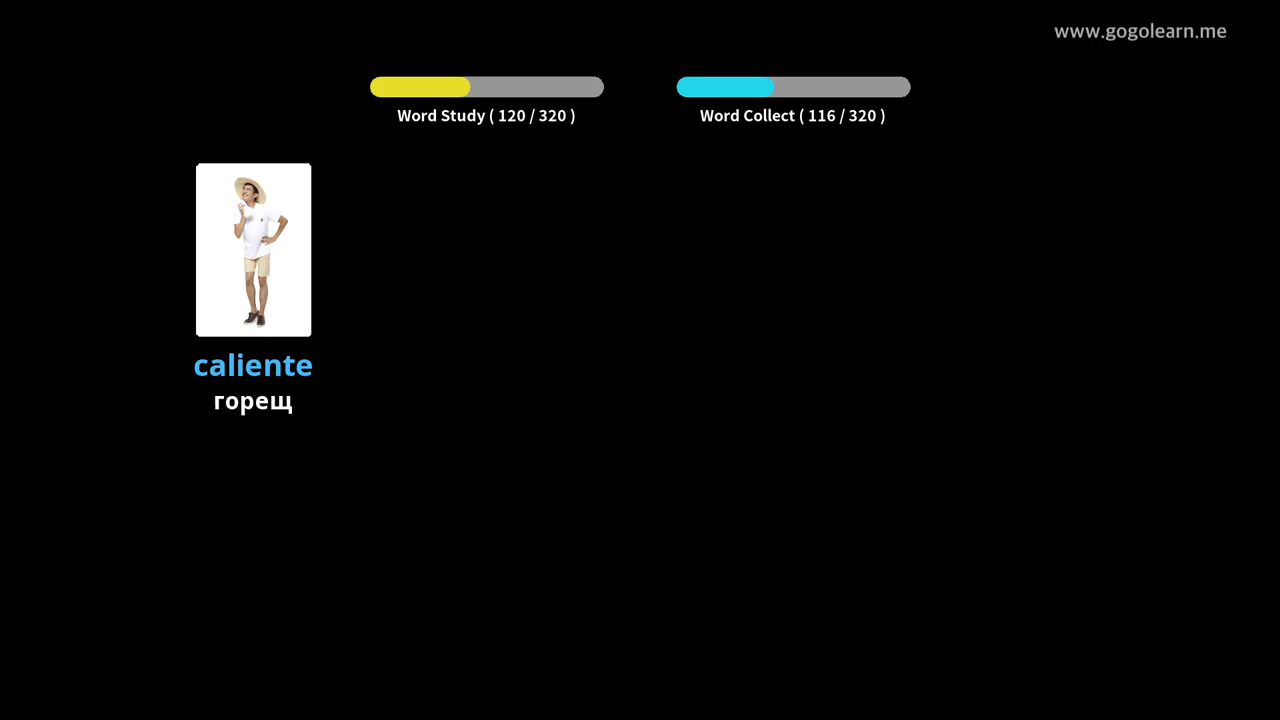 www.gogolearn.me
Word Study ( 120 / 320 )
Word Collect ( 116 / 320 )
caliente
горещ